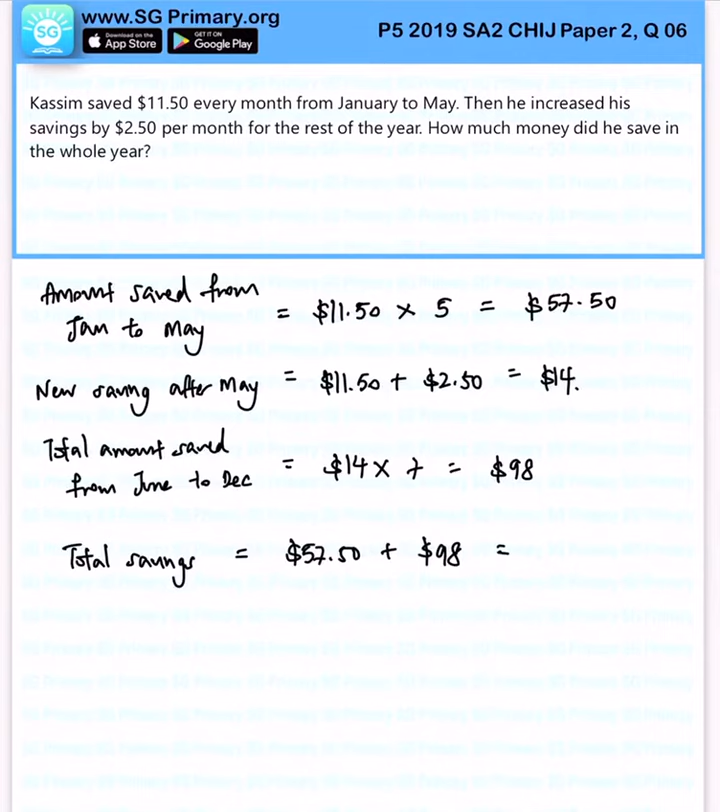 www.SG Primary.org
SG
Download on the
App Store
GET IT ON
Google Play
P5 2019 SA2 CHIJ Paper 2, Q 06
Kassim saved $11.50 every month from January to May. Then he increased his
savings by $2.50 per month for the rest of the year. How much money did he save in
the whole year?
Amount saved from
Jan to May = $11.50 × 5 = $57.50
New saving after May = $11.50 + $2.50 = $14.
Total amount saved
from June to Dec = $14 × 7 = $98
Total savings = $57.50 + $98 =